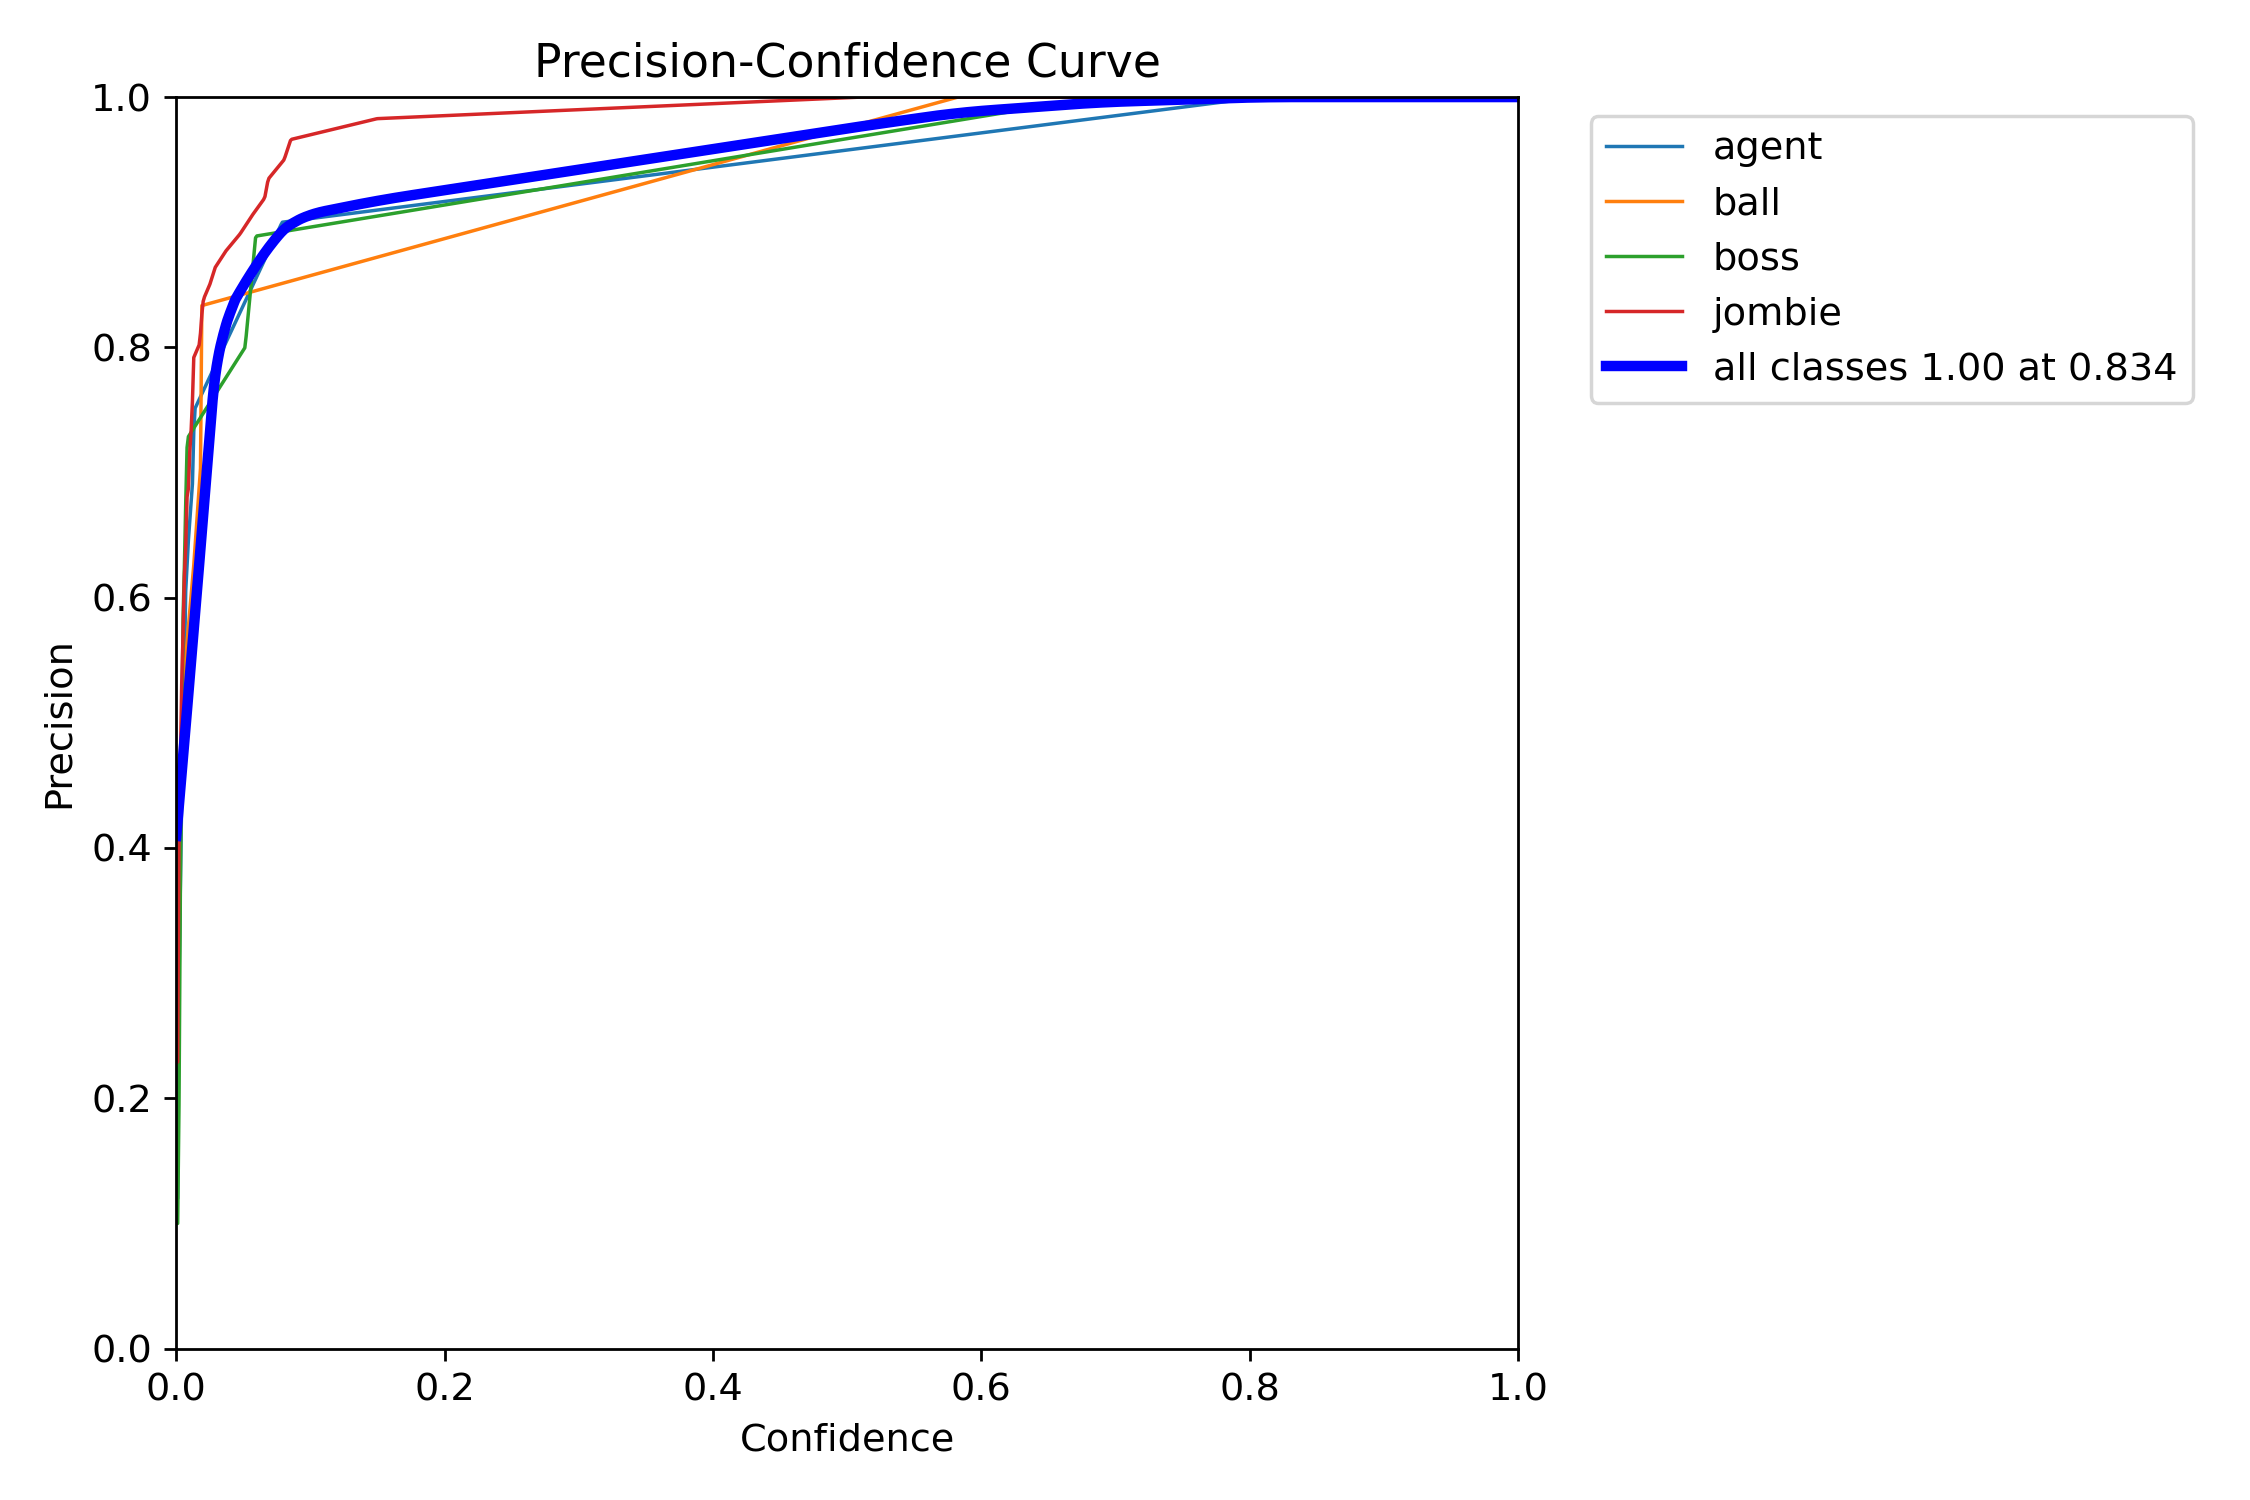 Precision-Confidence Curve
1.0
0.8
0.6
0.4
0.2
0.0
Precision
0.0 0.2 0.4 0.6 0.8 1.0
Confidence
agent
ball
boss
jombie
all classes 1.00 at 0.834